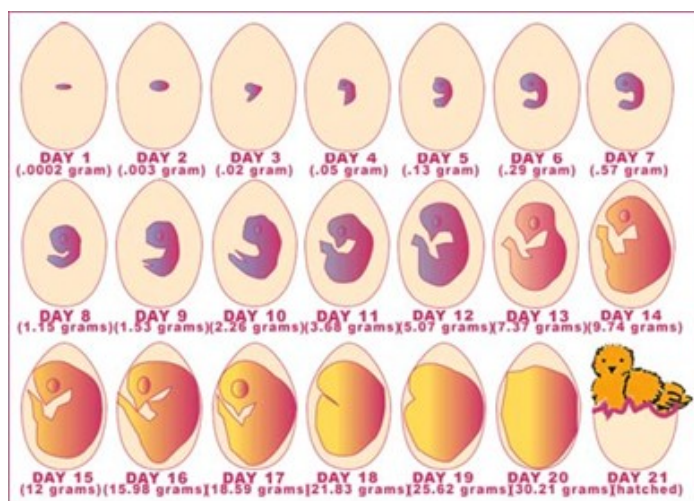 DAY 1 DAY 2 DAY 3 DAY 4 DAY 5 DAY 6 DAY 7
(.0002 gram) (.003 gram) (.02 gram) (.05 gram) (.13 gram) (.29 gram) (.57 gram)
DAY 8 DAY 9 DAY 10 DAY 11 DAY 12 DAY 13 DAY 14
(1.15 grams) (1.53 grams) (2.26 grams) (3.68 grams) (5.07 grams) (7.37 grams) (9.74 grams)
DAY 15 DAY 16 DAY 17 DAY 18 DAY 19 DAY 20 DAY 21
(12 grams) (15.98 grams) (18.59 grams) (21.83 grams) (25.62 grams) (30.21 grams) (hatched)